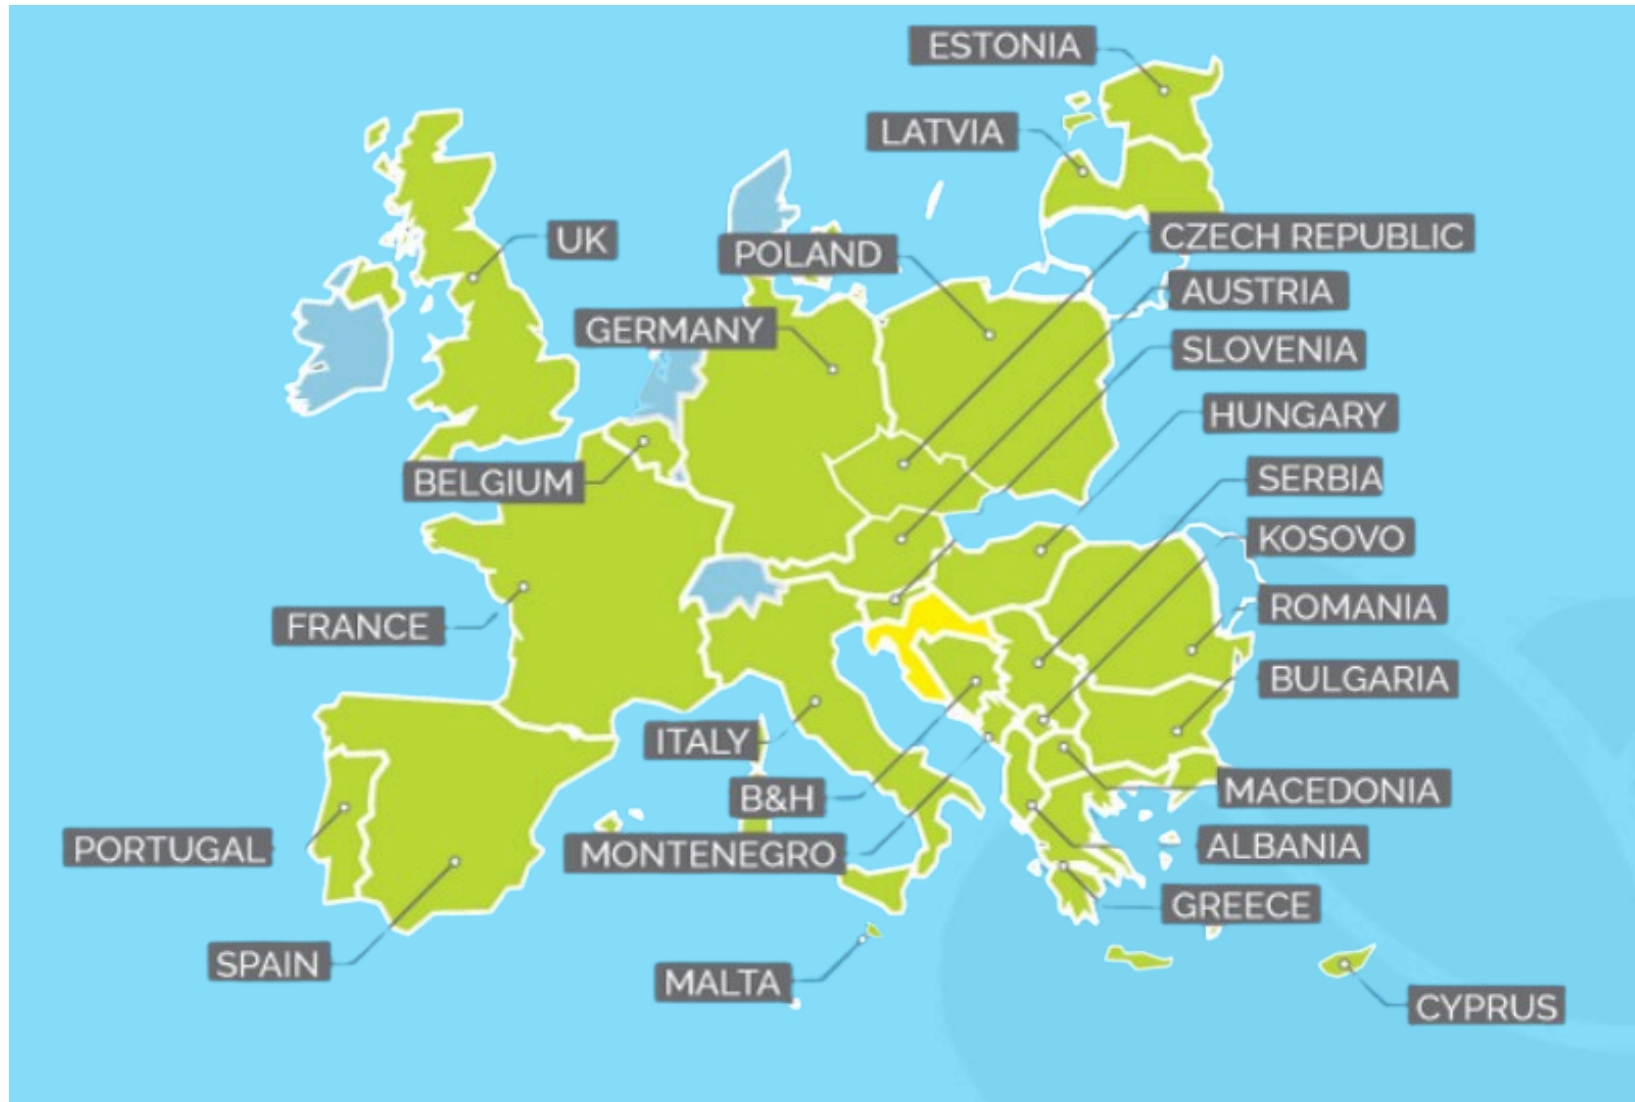 ESTONIA
LATVIA
UK
CZECH REPUBLIC
POLAND
AUSTRIA
GERMANY
SLOVENIA
HUNGARY
BELGIUM
SERBIA
KOSOVO
ROMANIA
FRANCE
BULGARIA
ITALY
B&H
MACEDONIA
PORTUGAL
MONTENEGRO
ALBANIA
GREECE
SPAIN
MALTA
CYPRUS